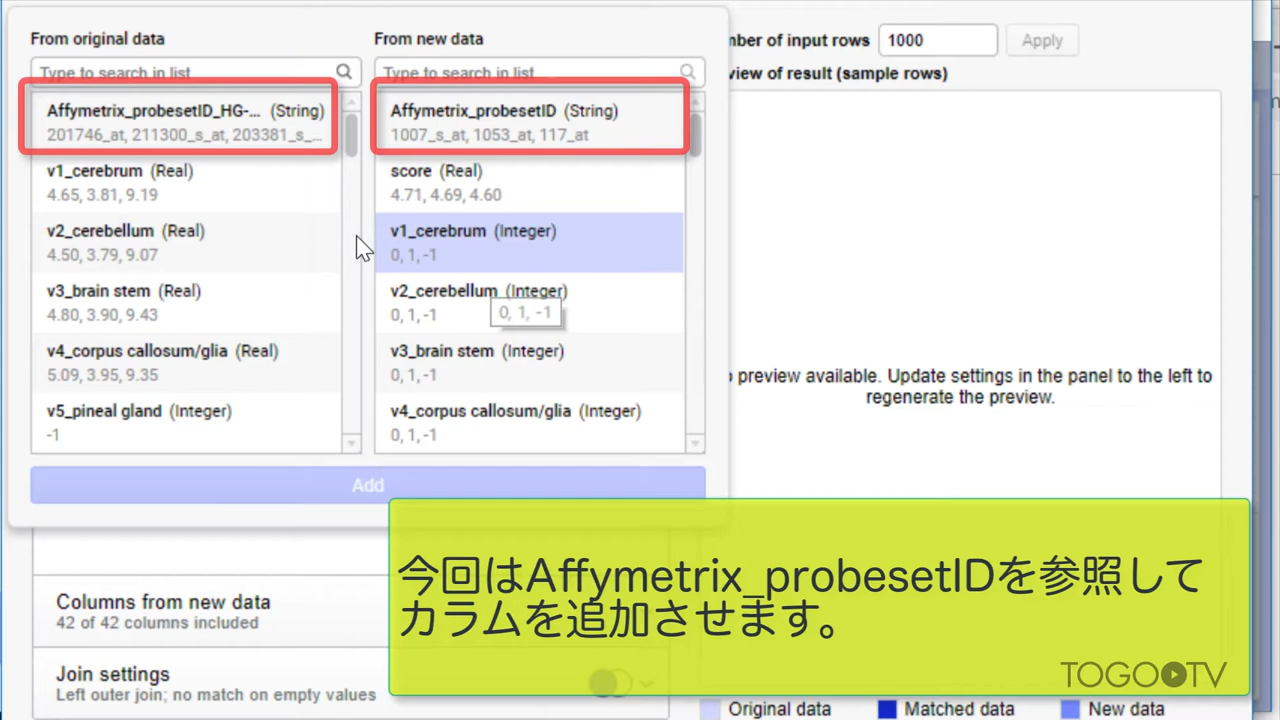 From original data
From new data
Type to search in list
Type to search in list
Affymetrix_probesetID_HG-... (String)
201746_at, 211300_s_at, 203381_s_...
v1_cerebrum (Real)
4.65, 3.81, 9.19
v2_cerebellum (Real)
4.50, 3.79, 9.07
v3_brain stem (Real)
4.80, 3.90, 9.43
v4_corpus callosum/glia (Real)
5.09, 3.95, 9.35
v5_pineal gland (Integer)
-1
Affymetrix_probesetID (String)
1007_s_at, 1053_at, 117_at
score (Real)
4.71, 4.69, 4.60
v1_cerebrum (Integer)
0, 1, -1
v2_cerebellum (Integer)
0, 1, -1
0, 1, -1
v3_brain stem (Integer)
0, 1, -1
v4_corpus callosum/glia (Integer)
0, 1, -1
Add
Columns from new data
42 of 42 columns included
Join settings
Left outer join; no match on empty values
mber of input rows 1000 Apply
view of result (sample rows)
o preview available. Update settings in the panel to the left to
regenerate the preview.
今回はAffymetrix_probesetIDを参照して
カラムを追加させます。
TOGOTV
Original data Matched data New data